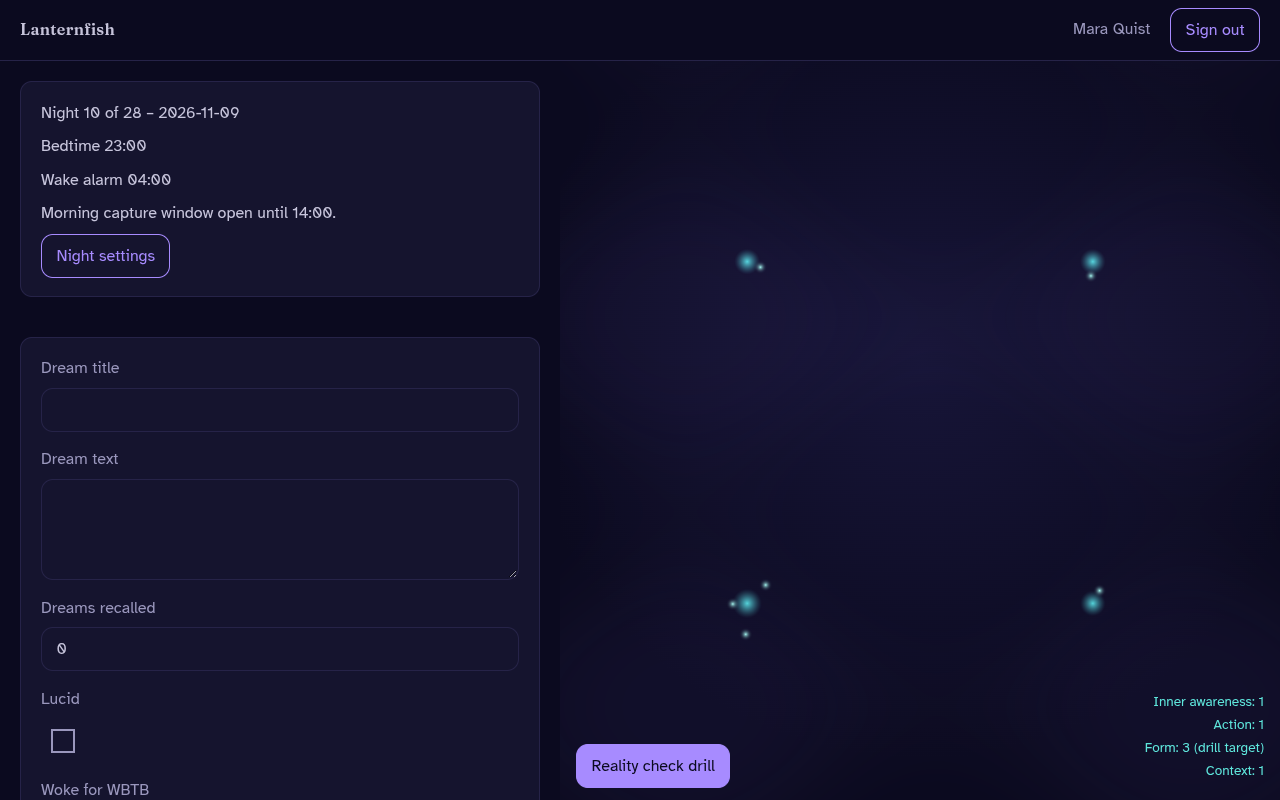 Lanternfish
Mara Quist
Sign out
Night 10 of 28 – 2026-11-09
Bedtime 23:00
Wake alarm 04:00
Morning capture window open until 14:00.
Night settings
Dream title
Dream text
Dreams recalled
0
Lucid
Woke for WBTB
Reality check drill
Inner awareness: 1
Action: 1
Form: 3 (drill target)
Context: 1